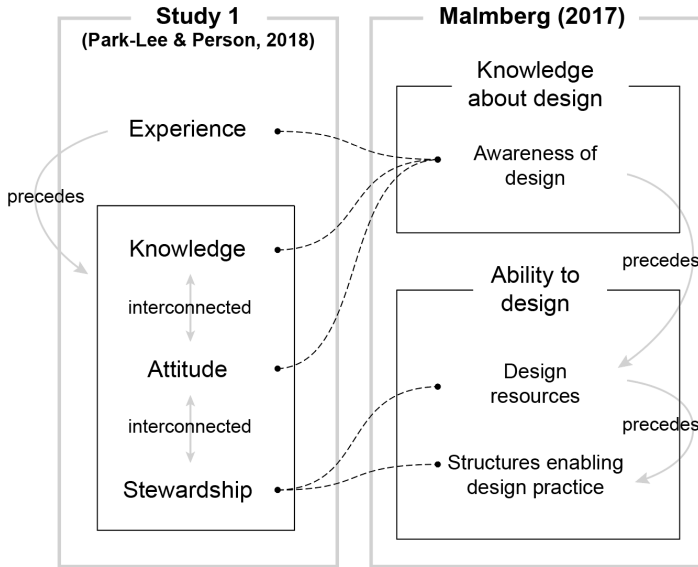 Study 1
(Park-Lee & Person, 2018)
Experience
precedes
Knowledge
interconnected
Attitude
interconnected
Stewardship
Malmberg (2017)
Knowledge
about design
Awareness of
design
precedes
Ability to
design
Design
resources
precedes
Structures enabling
design practice